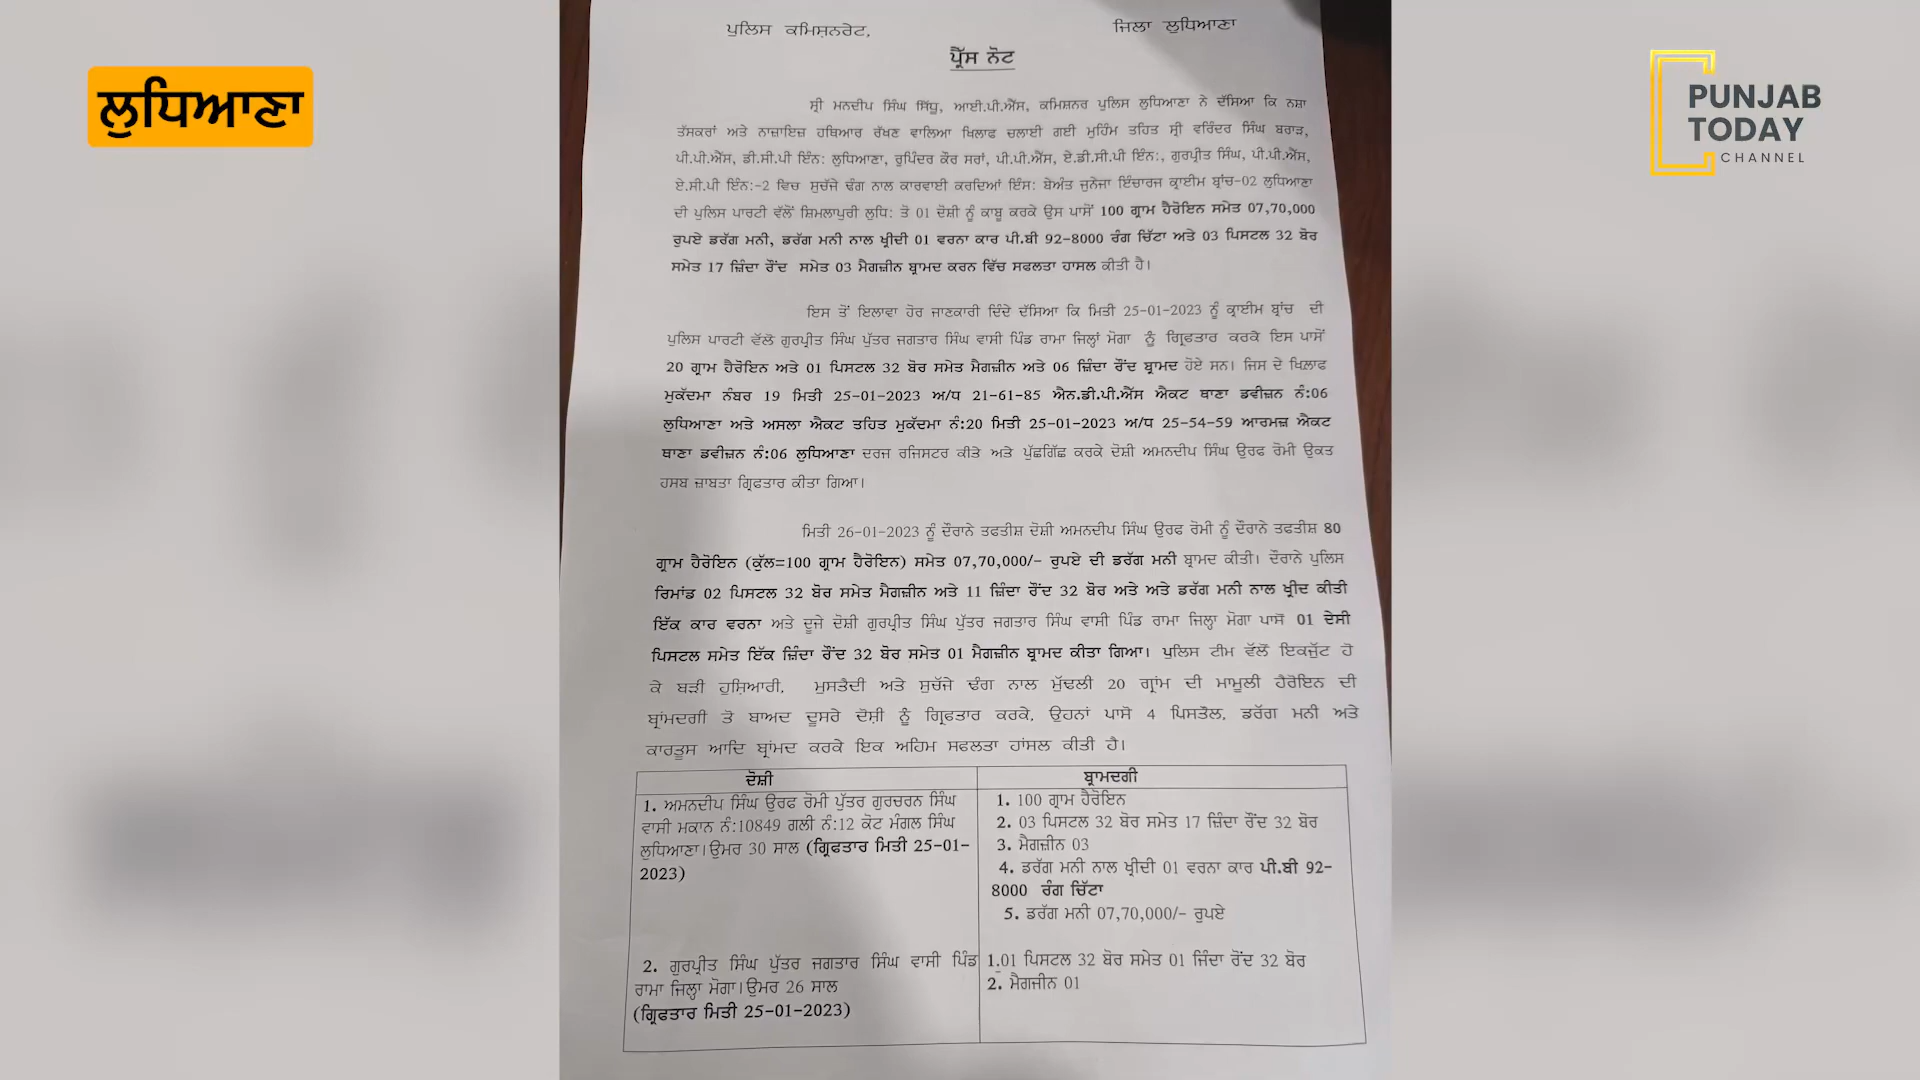 ਲੁਧਿਆਣਾ
PUNJAB
TODAY
CHANNEL
ਪੁਲਿਸ ਕਮਿਸ਼ਨਰੇਟ, ਜਿਲਾ ਲੁਧਿਆਣਾ
ਪ੍ਰੈੱਸ ਨੋਟ
ਸ੍ਰੀ ਮਨਦੀਪ ਸਿੰਘ ਸਿੱਧੂ, ਆਈ.ਪੀ.ਐੱਸ, ਕਮਿਸ਼ਨਰ ਪੁਲਿਸ ਲੁਧਿਆਣਾ ਨੇ ਦੱਸਿਆ ਕਿ ਨਸ਼ਾ
ਤੱਸਕਰਾਂ ਅਤੇ ਨਾਜ਼ਾਇਜ਼ ਹਥਿਆਰ ਰੱਖਣ ਵਾਲਿਆ ਖਿਲਾਫ ਚਲਾਈ ਗਈ ਮੁਹਿੰਮ ਤਹਿਤ ਸ੍ਰੀ ਵਰਿੰਦਰ ਸਿੰਘ ਬਰਾੜ,
ਪੀ.ਪੀ.ਐੱਸ, ਡੀ.ਸੀ.ਪੀ ਇੰਨ: ਲੁਧਿਆਣਾ, ਰੁਪਿੰਦਰ ਕੌਰ ਸਰਾਂ, ਪੀ.ਪੀ.ਐੱਸ, ਏ.ਡੀ.ਸੀ.ਪੀ ਇੰਨ:, ਗੁਰਪ੍ਰੀਤ ਸਿੰਘ, ਪੀ.ਪੀ.ਐੱਸ,
ਏ.ਸੀ.ਪੀ ਇੰਨ:-2 ਵਿਚ ਸੁਚੱਜੇ ਢੰਗ ਨਾਲ ਕਾਰਵਾਈ ਕਰਦਿਆਂ ਇੰਸ: ਬੇਅੰਤ ਜੁਨੇਜਾ ਇੰਚਾਰਜ ਕ੍ਰਾਈਮ ਬ੍ਰਾਂਚ-02 ਲੁਧਿਆਣਾ
ਦੀ ਪੁਲਿਸ ਪਾਰਟੀ ਵੱਲੋਂ ਸ਼ਿਮਲਾਪੁਰੀ ਲੁਧਿ: ਤੋ 01 ਦੋਸ਼ੀ ਨੂੰ ਕਾਬੂ ਕਰਕੇ ਉਸ ਪਾਸੋਂ 100 ਗ੍ਰਾਮ ਹੈਰੋਇਨ ਸਮੇਤ 07,70,000
ਰੁਪਏ ਡਰੱਗ ਮਨੀ, ਡਰੱਗ ਮਨੀ ਨਾਲ ਖ੍ਰੀਦੀ 01 ਵਰਨਾ ਕਾਰ ਪੀ.ਬੀ 92-8000 ਰੰਗ ਚਿੱਟਾ ਅਤੇ 03 ਪਿਸਟਲ 32 ਬੋਰ
ਸਮੇਤ 17 ਜ਼ਿੰਦਾ ਰੌਂਦ ਸਮੇਤ 03 ਮੈਗਜ਼ੀਨ ਬ੍ਰਾਮਦ ਕਰਨ ਵਿੱਚ ਸਫਲਤਾ ਹਾਸਲ ਕੀਤੀ ਹੈ।
ਇਸ ਤੋਂ ਇਲਾਵਾ ਹੋਰ ਜਾਣਕਾਰੀ ਦਿੰਦੇ ਦੱਸਿਆ ਕਿ ਮਿਤੀ 25-01-2023 ਨੂੰ ਕ੍ਰਾਈਮ ਬ੍ਰਾਂਚ ਦੀ
ਪੁਲਿਸ ਪਾਰਟੀ ਵੱਲੋਂ ਗੁਰਪ੍ਰੀਤ ਸਿੰਘ ਪੁੱਤਰ ਜਗਤਾਰ ਸਿੰਘ ਵਾਸੀ ਪਿੰਡ ਰਾਮਾ ਜਿਲ੍ਹਾਂ ਮੋਗਾ ਨੂੰ ਗ੍ਰਿਫਤਾਰ ਕਰਕੇ ਇਸ ਪਾਸੋਂ
20 ਗ੍ਰਾਮ ਹੈਰੋਇਨ ਅਤੇ 01 ਪਿਸਟਲ 32 ਬੋਰ ਸਮੇਤ ਮੈਗਜ਼ੀਨ ਅਤੇ 06 ਜ਼ਿੰਦਾ ਰੌਂਦ ਬ੍ਰਾਮਦ ਹੋਏ ਸਨ। ਜਿਸ ਦੇ ਖਿਲਾਫ
ਮੁਕੱਦਮਾ ਨੰਬਰ 19 ਮਿਤੀ 25-01-2023 ਅ/ਧ 21-61-85 ਐਨ.ਡੀ.ਪੀ.ਐੱਸ ਐਕਟ ਥਾਣਾ ਡਵੀਜ਼ਨ ਨੰ:06
ਲੁਧਿਆਣਾ ਅਤੇ ਅਸਲਾ ਐਕਟ ਤਹਿਤ ਮੁਕੱਦਮਾ ਨੰ:20 ਮਿਤੀ 25-01-2023 ਅ/ਧ 25-54-59 ਆਰਮਜ਼ ਐਕਟ
ਥਾਣਾ ਡਵੀਜ਼ਨ ਨੰ:06 ਲੁਧਿਆਣਾ ਦਰਜ ਰਜਿਸਟਰ ਕੀਤੇ ਅਤੇ ਪੁੱਛਗਿੱਛ ਕਰਕੇ ਦੋਸ਼ੀ ਅਮਨਦੀਪ ਸਿੰਘ ਉਰਫ ਰੋਮੀ ਉਕਤ
ਹਸਬ ਜ਼ਾਬਤਾ ਗ੍ਰਿਫਤਾਰ ਕੀਤਾ ਗਿਆ।
ਮਿਤੀ 26-01-2023 ਨੂੰ ਦੌਰਾਨੇ ਤਫਤੀਸ਼ ਦੋਸ਼ੀ ਅਮਨਦੀਪ ਸਿੰਘ ਉਰਫ ਰੋਮੀ ਨੂੰ ਦੌਰਾਨੇ ਤਫਤੀਸ਼ 80
ਗ੍ਰਾਮ ਹੈਰੋਇਨ (ਕੁੱਲ=100 ਗ੍ਰਾਮ ਹੈਰੋਇਨ) ਸਮੇਤ 07,70,000/- ਰੁਪਏ ਦੀ ਡਰੱਗ ਮਨੀ ਬ੍ਰਾਮਦ ਕੀਤੀ। ਦੌਰਾਨੇ ਪੁਲਿਸ
ਰਿਮਾਂਡ 02 ਪਿਸਟਲ 32 ਬੋਰ ਸਮੇਤ ਮੈਗਜ਼ੀਨ ਅਤੇ 11 ਜ਼ਿੰਦਾ ਰੌਂਦ 32 ਬੋਰ ਅਤੇ ਅਤੇ ਡਰੱਗ ਮਨੀ ਨਾਲ ਖ੍ਰੀਦ ਕੀਤੀ
ਇੱਕ ਕਾਰ ਵਰਨਾ ਅਤੇ ਦੂਜੇ ਦੋਸ਼ੀ ਗੁਰਪ੍ਰੀਤ ਸਿੰਘ ਪੁੱਤਰ ਜਗਤਾਰ ਸਿੰਘ ਵਾਸੀ ਪਿੰਡ ਰਾਮਾ ਜਿਲ੍ਹਾ ਮੋਗਾ ਪਾਸੋਂ 01 ਦੇਸੀ
ਪਿਸਟਲ ਸਮੇਤ ਇੱਕ ਜ਼ਿੰਦਾ ਰੌਂਦ 32 ਬੋਰ ਸਮੇਤ 01 ਮੈਗਜ਼ੀਨ ਬ੍ਰਾਮਦ ਕੀਤਾ ਗਿਆ। ਪੁਲਿਸ ਟੀਮ ਵੱਲੋਂ ਇਕਜੁੱਟ ਹੋ
ਕੇ ਬੜੀ ਹੁਸ਼ਿਆਰੀ, ਮੁਸਤੈਦੀ ਅਤੇ ਸੁਚੱਜੇ ਢੰਗ ਨਾਲ ਮੁੱਢਲੀ 20 ਗ੍ਰਾਂਮ ਦੀ ਮਾਮੂਲੀ ਹੈਰੋਇਨ ਦੀ
ਬ੍ਰਾਂਮਦਗੀ ਤੋ ਬਾਅਦ ਦੂਸਰੇ ਦੋਸ਼ੀ ਨੂੰ ਗ੍ਰਿਫਤਾਰ ਕਰਕੇ, ਉਹਨਾਂ ਪਾਸੋ 4 ਪਿਸਤੌਲ, ਡਰੱਗ ਮਨੀ ਅਤੇ
ਕਾਰਤੂਸ ਆਦਿ ਬ੍ਰਾਂਮਦ ਕਰਕੇ ਇਕ ਅਹਿਮ ਸਫਲਤਾ ਹਾਂਸਲ ਕੀਤੀ ਹੈ।
ਦੋਸ਼ੀ
1. ਅਮਨਦੀਪ ਸਿੰਘ ਉਰਫ ਰੋਮੀ ਪੁੱਤਰ ਗੁਰਚਰਨ ਸਿੰਘ
ਵਾਸੀ ਮਕਾਨ ਨੰ:10849 ਗਲੀ ਨੰ:12 ਕੋਟ ਮੰਗਲ ਸਿੰਘ
ਲੁਧਿਆਣਾ।ਉਮਰ 30 ਸਾਲ (ਗ੍ਰਿਫਤਾਰ ਮਿਤੀ 25-01-
2023)
ਬ੍ਰਾਮਦਗੀ
1. 100 ਗ੍ਰਾਮ ਹੈਰੋਇਨ
2. 03 ਪਿਸਟਲ 32 ਬੋਰ ਸਮੇਤ 17 ਜ਼ਿੰਦਾ ਰੌਂਦ 32 ਬੋਰ
3. ਮੈਗਜ਼ੀਨ 03
4. ਡਰੱਗ ਮਨੀ ਨਾਲ ਖ੍ਰੀਦੀ 01 ਵਰਨਾ ਕਾਰ ਪੀ.ਬੀ 92-
8000 ਰੰਗ ਚਿੱਟਾ
5. ਡਰੱਗ ਮਨੀ 07,70,000/- ਰੁਪਏ
2. ਗੁਰਪ੍ਰੀਤ ਸਿੰਘ ਪੁੱਤਰ ਜਗਤਾਰ ਸਿੰਘ ਵਾਸੀ ਪਿੰਡ
ਰਾਮਾ ਜਿਲ੍ਹਾ ਮੋਗਾ।ਉਮਰ 26 ਸਾਲ
(ਗ੍ਰਿਫਤਾਰ ਮਿਤੀ 25-01-2023)
1.01 ਪਿਸਟਲ 32 ਬੋਰ ਸਮੇਤ 01 ਜਿੰਦਾ ਰੋਂਦ 32 ਬੋਰ
2. ਮੈਗਜੀਨ 01